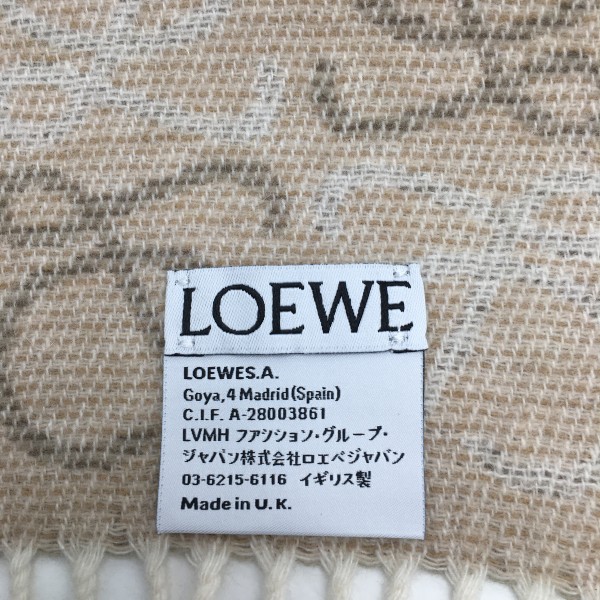 LOEWE
LOEWES.A.
Goya,4 Madrid(Spain)
C.I.F. A-28003861
LVMH ファシション・グループ・
ジャパン株式会社ロエベジャパン
03-6215-6116 イギリス製
Made in U.K.